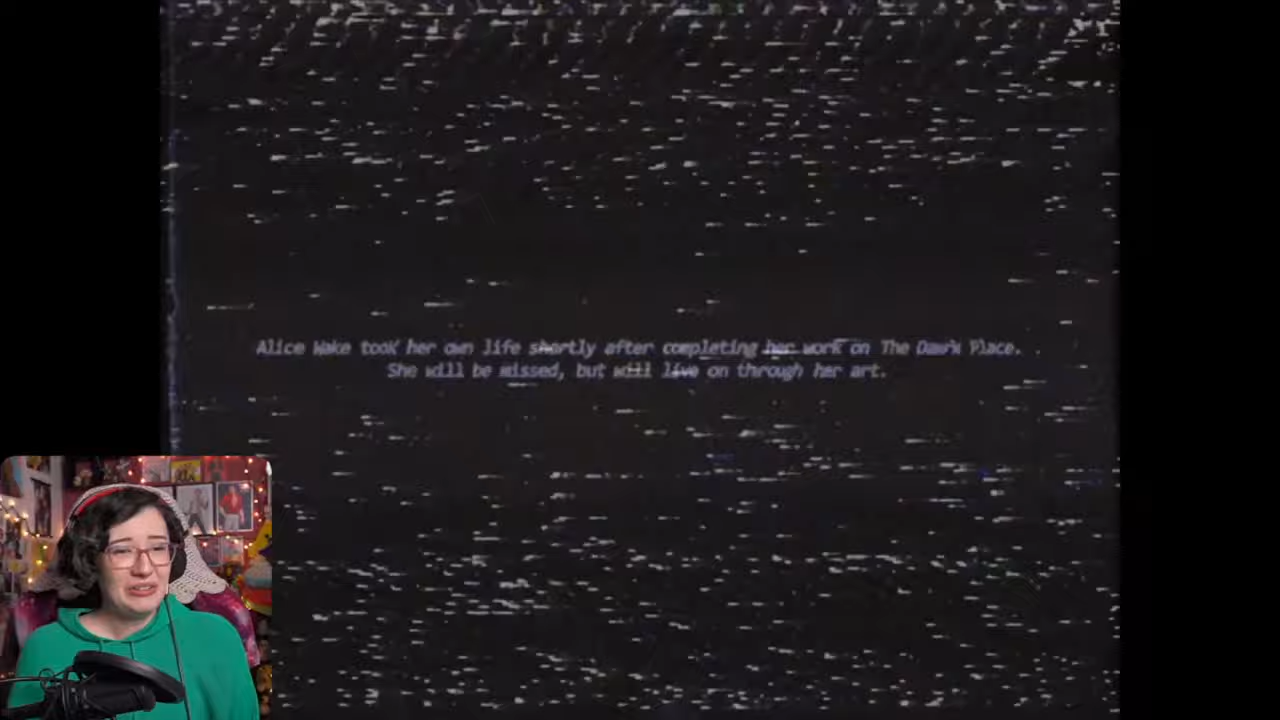 Alice Wake took her own life shortly after completing her work on The Dark Place.
She will be missed, but will live on through her art.